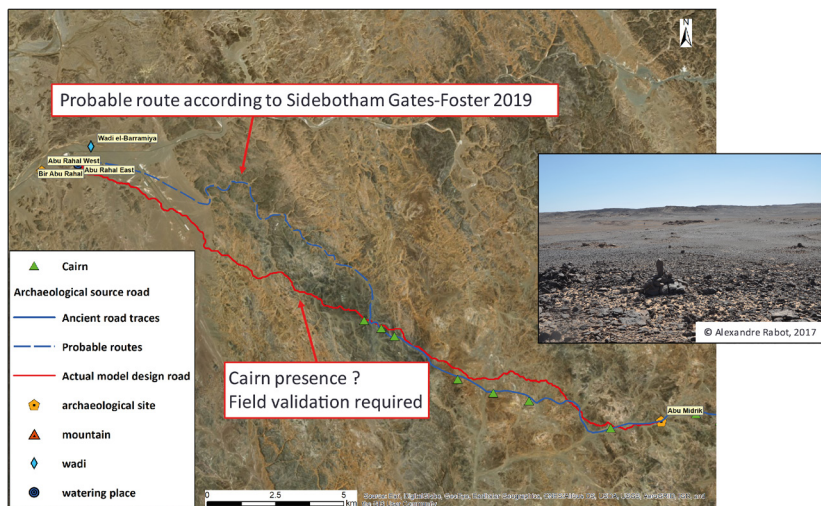 N
Probable route according to Sidebotham Gates-Foster 2019
Wadi el-Barramiya
Abu Rahal West
Bir Abu Rahal
Abu Rahal East
Cairn
Archaeological source road
Ancient road traces
Probable routes
Actual model design road
archaeological site
mountain
wadi
watering place
© Alexandre Rabot, 2017
Cairn presence ?
Field validation required
Abu Midrik
0 2.5 5
km